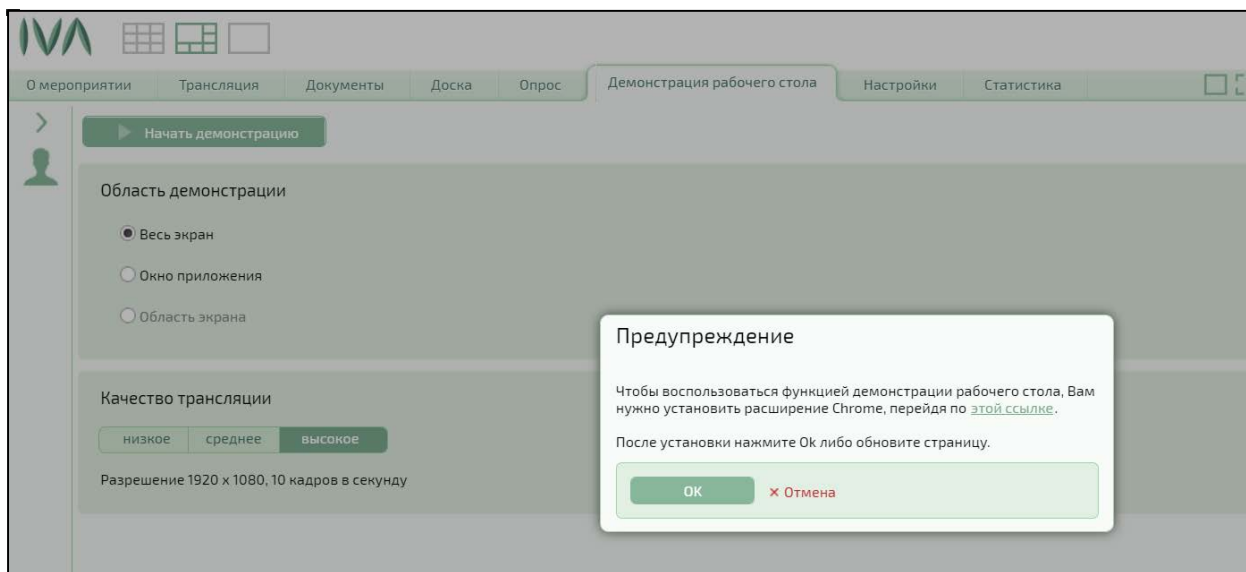 IVA
О мероприятии Трансляция Документы Доска Опрос Демонстрация рабочего стола Настройки Статистика
Начать демонстрацию
Область демонстрации
Весь экран
Окно приложения
Область экрана
Качество трансляции
низкое среднее высокое
Разрешение 1920 x 1080, 10 кадров в секунду
Предупреждение
Чтобы воспользоваться функцией демонстрации рабочего стола, Вам
нужно установить расширение Chrome, перейдя по этой ссылке.
После установки нажмите Ok либо обновите страницу.
OK × Отмена